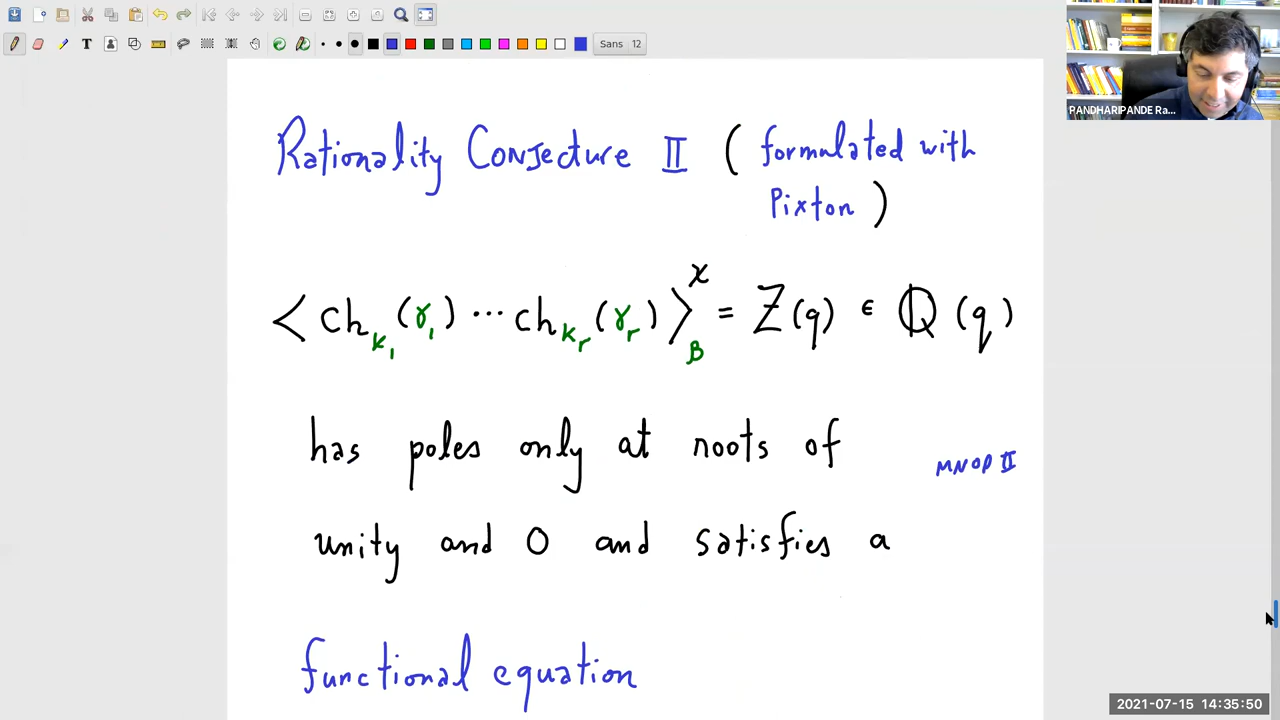 Sans 12
PANDHARIPANDE Ra...
Rationality Conjecture II ( formulated with
Pixton )
< ch_{k_1} (γ_1) ··· ch_{k_r} (γ_r) >^X_β = Z(q) ∈ ℚ (q)
has poles only at roots of
MNOP II
unity and 0 and satisfies a
functional equation
2021-07-15 14:35:50